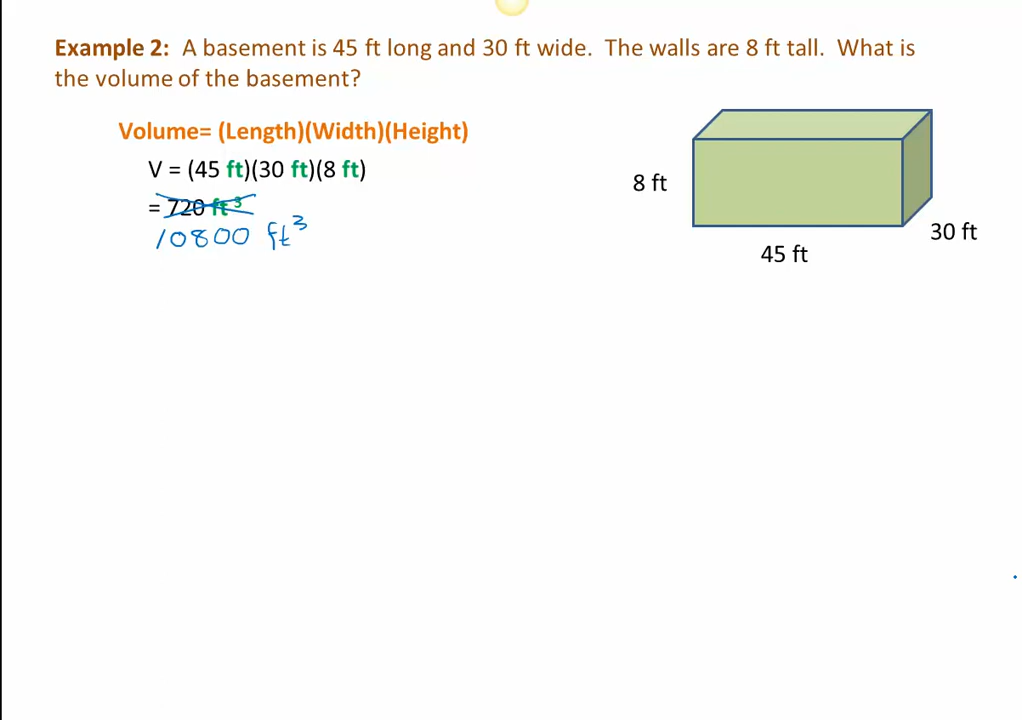 Example 2: A basement is 45 ft long and 30 ft wide. The walls are 8 ft tall. What is
the volume of the basement?
Volume= (Length)(Width)(Height)
V = (45 ft)(30 ft)(8 ft)
= 720 ft³
10800 ft³
8 ft
30 ft
45 ft